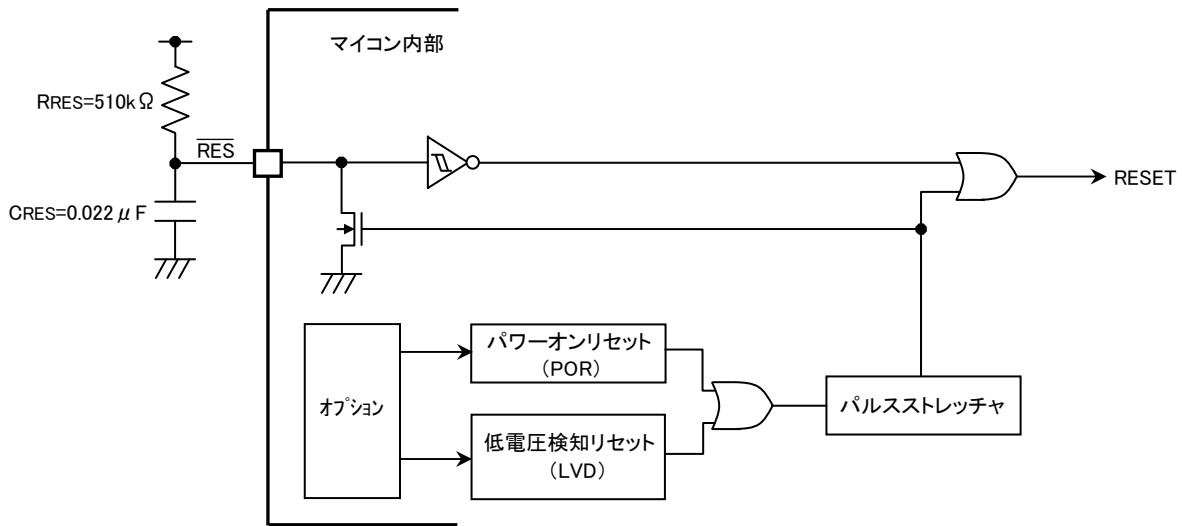 マイコン内部
RRES=510kΩ
RES
CRES=0.022μF
RESET
オプション
パワーオンリセット
(POR)
低電圧検知リセット
(LVD)
パルスストレッチャ